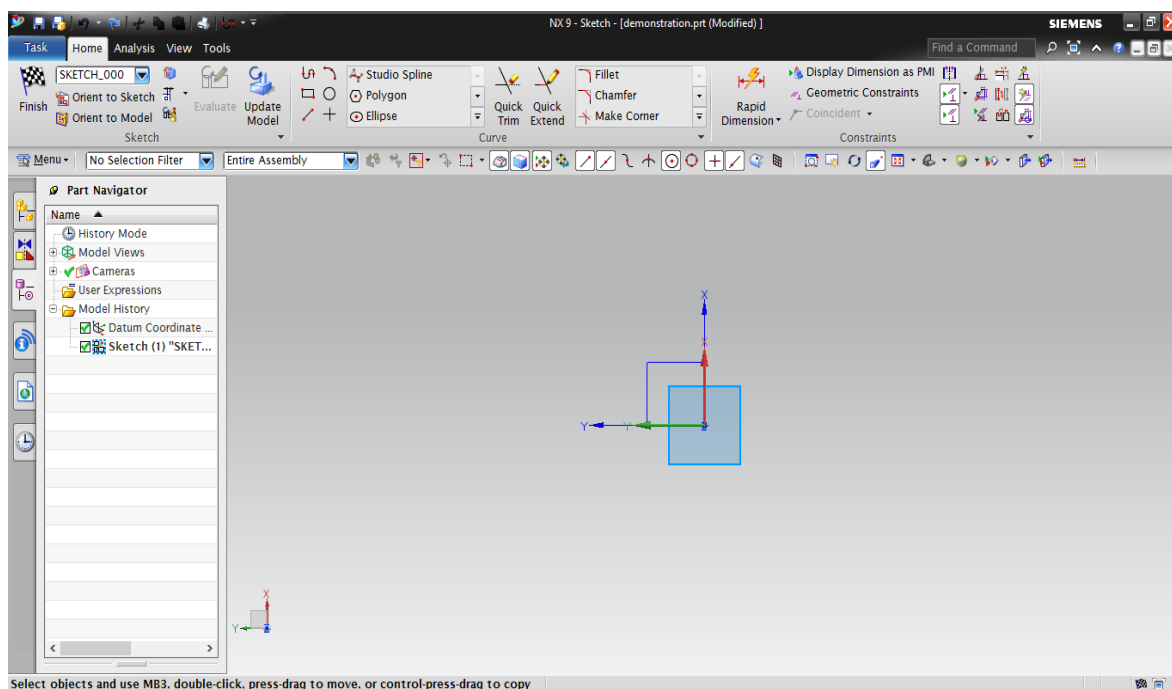 NX 9 - Sketch - [demonstration.prt (Modified) ]
SIEMENS
Task Home Analysis View Tools
Find a Command
SKETCH_000
Orient to Sketch
Orient to Model
Finish
Evaluate
Update Model
Sketch
Studio Spline
Polygon
Ellipse
Quick Trim
Quick Extend
Fillet
Chamfer
Make Corner
Curve
Rapid Dimension
Display Dimension as PMI
Geometric Constraints
Coincident
Constraints
Menu
No Selection Filter
Entire Assembly
Part Navigator
Name
History Mode
Model Views
Cameras
User Expressions
Model History
Datum Coordinate ...
Sketch (1) "SKET...
X
X
Y
Y
Z
X
Y
Z
Select objects and use MB3, double-click, press-drag to move, or control-press-drag to copy